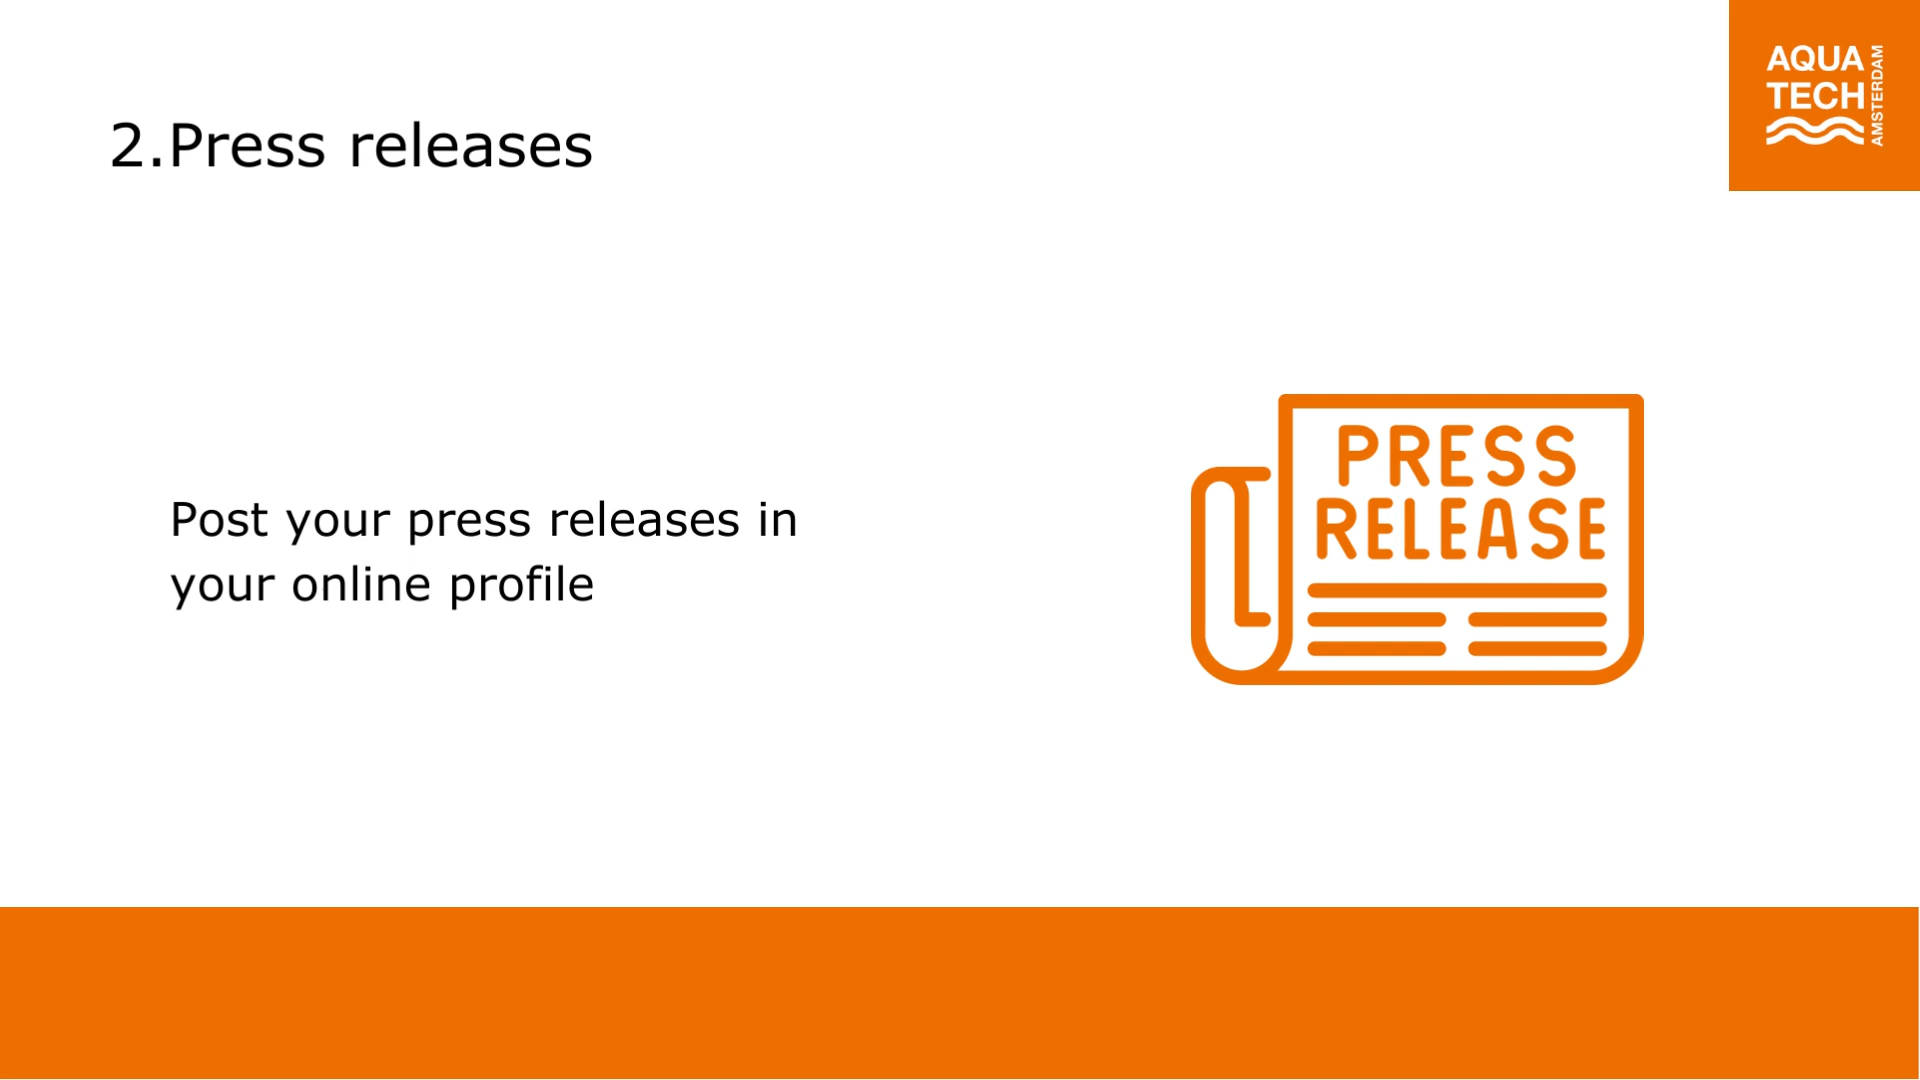 AQUA
TECH
AMSTERDAM
2.Press releases
Post your press releases in
your online profile
PRESS
RELEASE